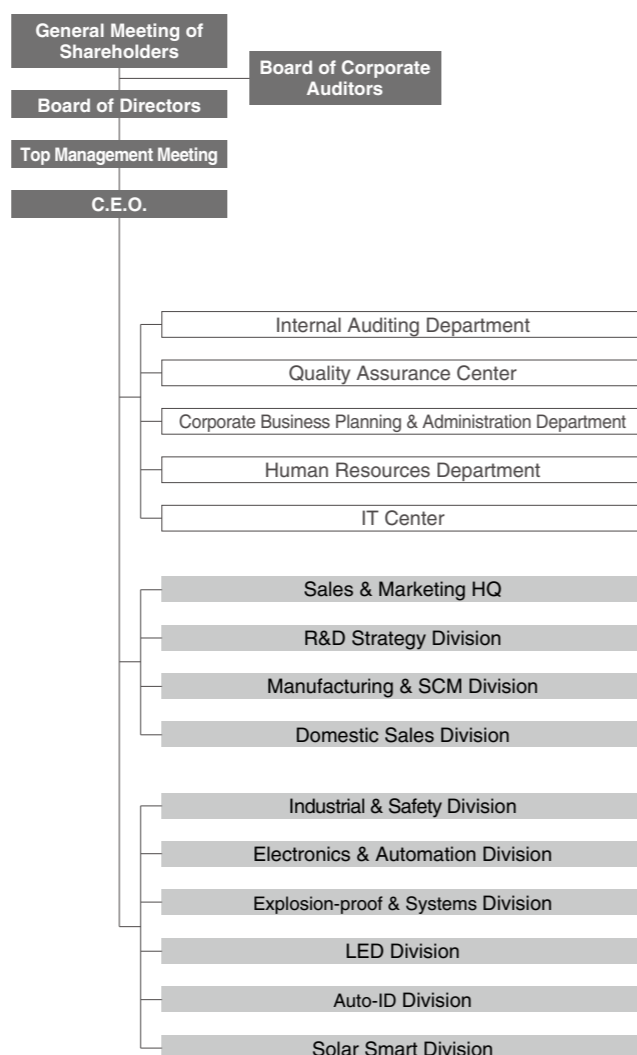 General Meeting of
Shareholders
Board of Corporate
Auditors
Board of Directors
Top Management Meeting
C.E.O.
Internal Auditing Department
Quality Assurance Center
Corporate Business Planning & Administration Department
Human Resources Department
IT Center
Sales & Marketing HQ
R&D Strategy Division
Manufacturing & SCM Division
Domestic Sales Division
Industrial & Safety Division
Electronics & Automation Division
Explosion-proof & Systems Division
LED Division
Auto-ID Division
Solar Smart Division